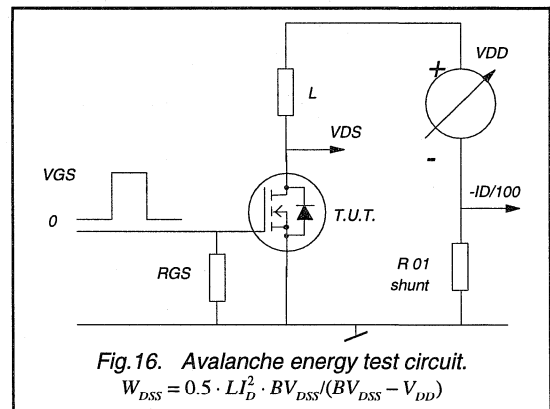 VDD
+
L
VDS
-
VGS
-ID/100
0
T.U.T.
RGS
R 01
shunt
Fig.16. Avalanche energy test circuit.
W_DSS = 0.5 · LI_D^2 · BV_DSS/(BV_DSS − V_DD)